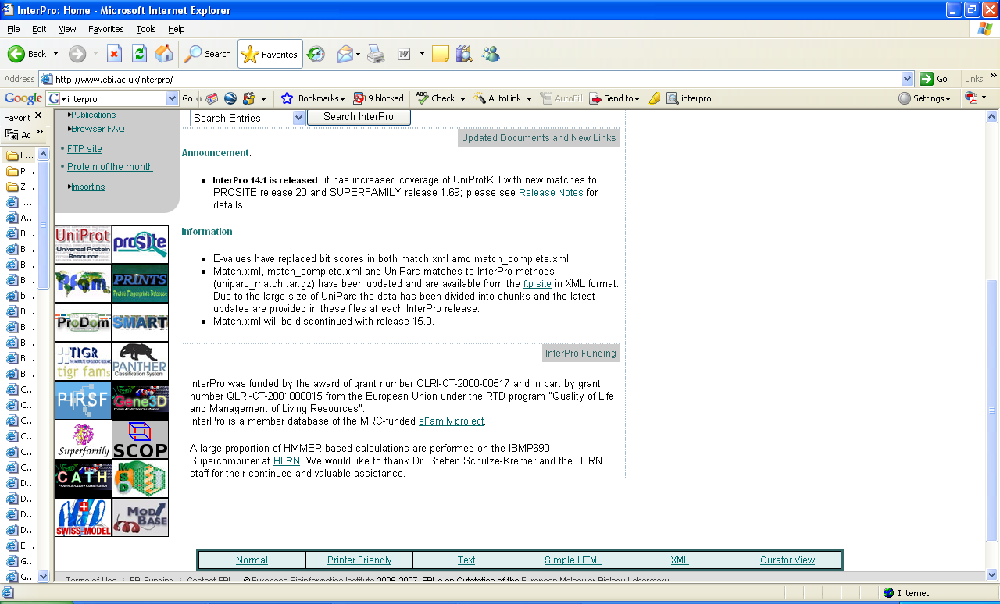 InterPro: Home - Microsoft Internet Explorer
File Edit View Favorites Tools Help
Back Search Favorites
Address http://www.ebi.ac.uk/interpro/ Go Links »
Google G interpro Go Bookmarks 9 blocked Check AutoLink AutoFill Send to interpro Settings
Favorit
Ac »
L...
P...
Z...
...
A...
B...
B...
B...
B...
B...
B...
B...
B...
B...
B...
C...
C...
C...
C...
C...
C...
D...
D...
D...
D...
E...
G...
G...
Publications
Browser FAQ
FTP site
Protein of the month
Importins
UniProt Universal Protein Resource
proSite
Pfam
PRINTS Protein Fingerprints Database
ProDom
SMART
TIGR THE INSTITUTE FOR GENOMIC RESEARCH tigr fams
PANTHER Classification System
PIRSF
Gene3D Domain Architecture Classification
Superfamily
SCOP
CATH Protein Structure Classification
MSD
SWISS-MODEL
MODBASE
Search Entries Search InterPro
Updated Documents and New Links
Announcement:
• InterPro 14.1 is released, it has increased coverage of UniProtKB with new matches to
PROSITE release 20 and SUPERFAMILY release 1.69; please see Release Notes for
details.
Information:
• E-values have replaced bit scores in both match.xml and match_complete.xml.
• Match.xml, match_complete.xml and UniParc matches to InterPro methods
(uniparc_match.tar.gz) have been updated and are available from the ftp site in XML format.
Due to the large size of UniParc the data has been divided into chunks and the latest
updates are provided in these files at each InterPro release.
• Match.xml will be discontinued with release 15.0.
InterPro Funding
InterPro was funded by the award of grant number QLRI-CT-2000-00517 and in part by grant
number QLRI-CT-2001000015 from the European Union under the RTD program "Quality of Life
and Management of Living Resources".
InterPro is a member database of the MRC-funded eFamily project.
A large proportion of HMMER-based calculations are performed on the IBMP690
Supercomputer at HLRN. We would like to thank Dr. Steffen Schulze-Kremer and the HLRN
staff for their continued and valuable assistance.
Normal Printer Friendly Text Simple HTML XML Curator View
Terms of Use : EBI Funding : Contact EBI : © European Bioinformatics Institute 2006-2007. EBI is an Outstation of the European Molecular Biology Laboratory.
Internet